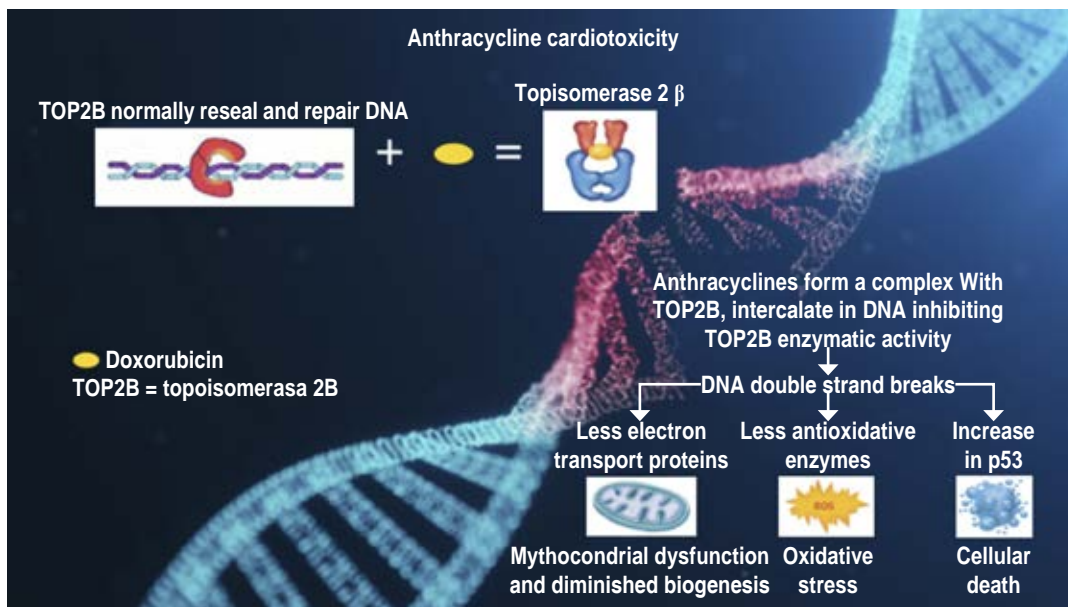 Anthracycline cardiotoxicity
TOP2B normally reseal and repair DNA
+
=
Topisomerase 2 β
Doxorubicin
TOP2B = topoisomerasa 2B
Anthracyclines form a complex With
TOP2B, intercalate in DNA inhibiting
TOP2B enzymatic activity
DNA double strand breaks
Less electron
transport proteins
Mythocondrial dysfunction
and diminished biogenesis
Less antioxidative
enzymes
ROS
Oxidative
stress
Increase
in p53
Cellular
death